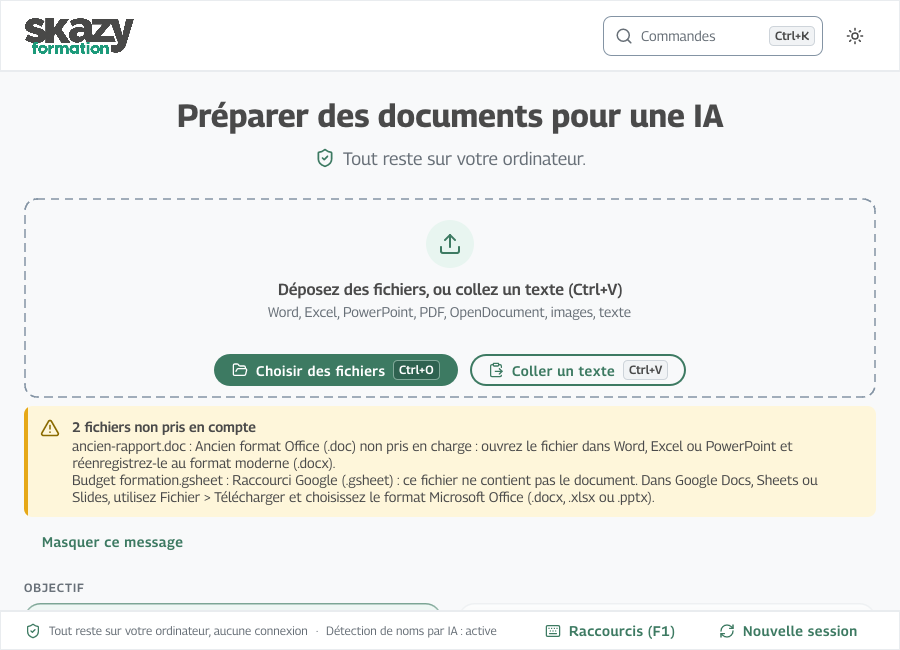 skazy
formation
Commandes Ctrl+K
Préparer des documents pour une IA
Tout reste sur votre ordinateur.
Déposez des fichiers, ou collez un texte (Ctrl+V)
Word, Excel, PowerPoint, PDF, OpenDocument, images, texte
Choisir des fichiers Ctrl+O Coller un texte Ctrl+V
2 fichiers non pris en compte
ancien-rapport.doc : Ancien format Office (.doc) non pris en charge : ouvrez le fichier dans Word, Excel ou PowerPoint et
réenregistrez-le au format moderne (.docx).
Budget formation.gsheet : Raccourci Google (.gsheet) : ce fichier ne contient pas le document. Dans Google Docs, Sheets ou
Slides, utilisez Fichier > Télécharger et choisissez le format Microsoft Office (.docx, .xlsx ou .pptx).
Masquer ce message
OBJECTIF
Tout reste sur votre ordinateur, aucune connexion · Détection de noms par IA : active Raccourcis (F1) Nouvelle session